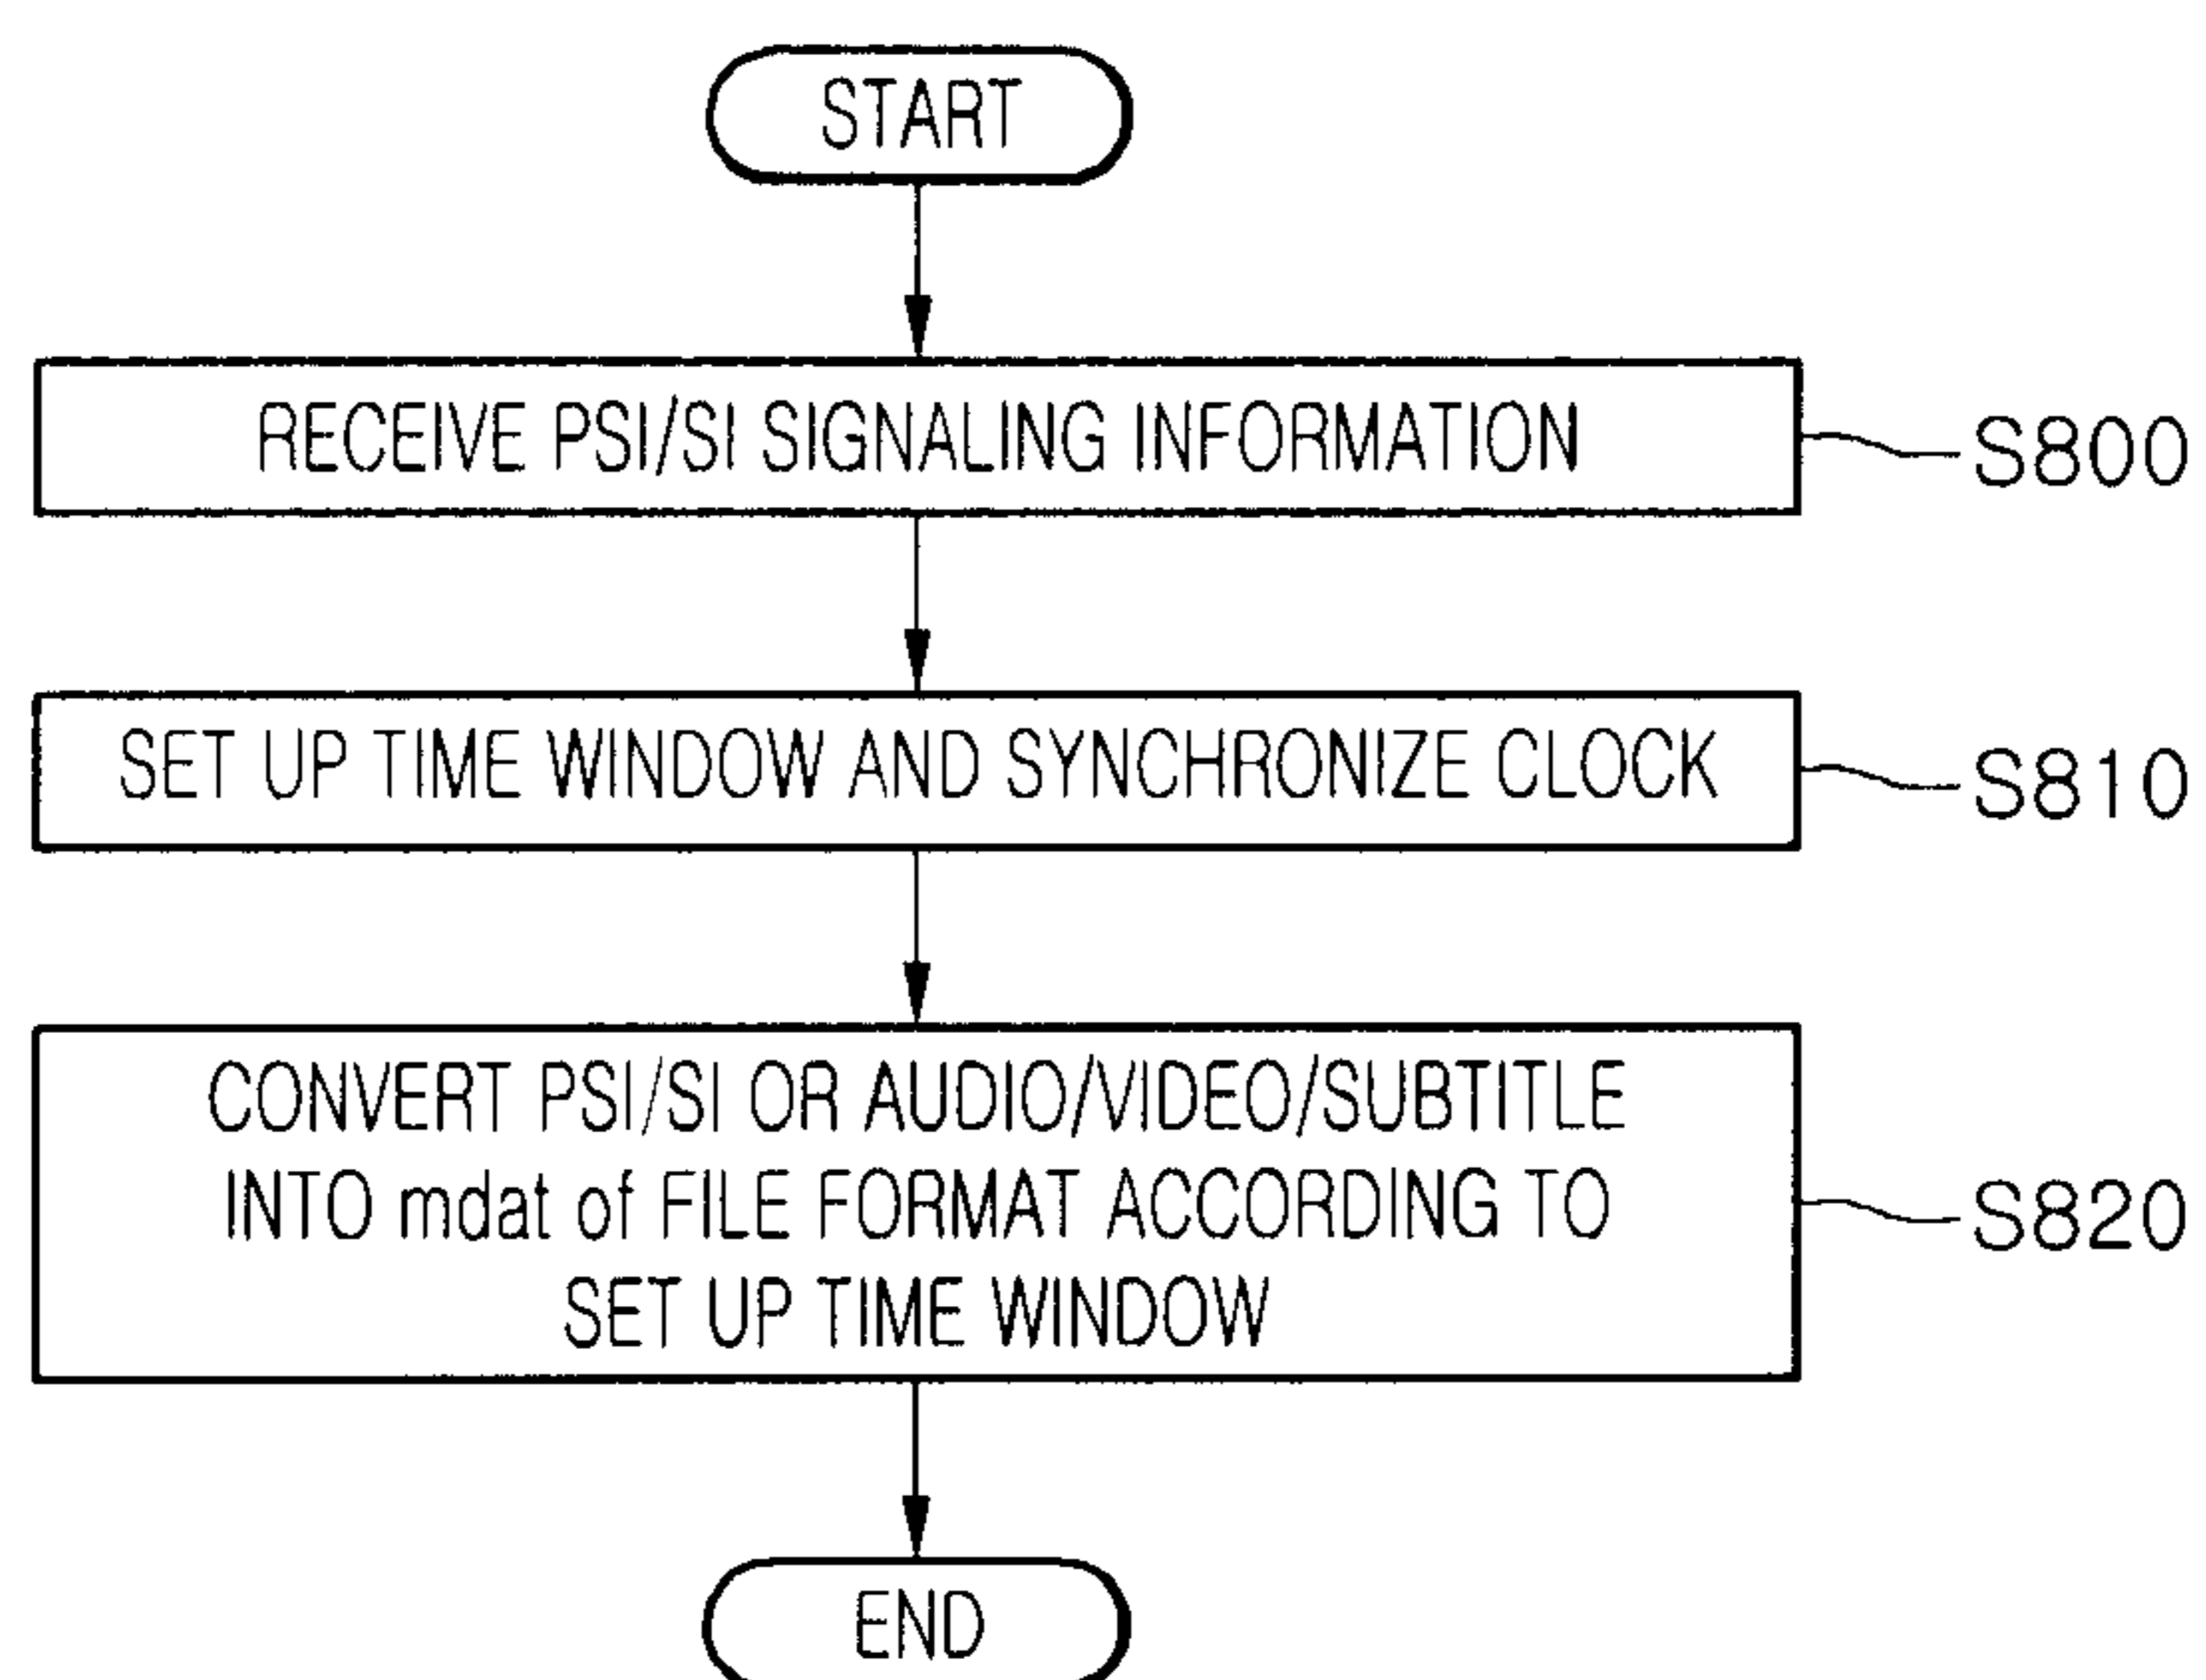 START
RECEIVE PSI/SI SIGNALING INFORMATION
S800
SET UP TIME WINDOW AND SYNCHRONIZE CLOCK
S810
CONVERT PSI/SI OR AUDIO/VIDEO/SUBTITLE
INTO mdat of FILE FORMAT ACCORDING TO
SET UP TIME WINDOW
S820
END